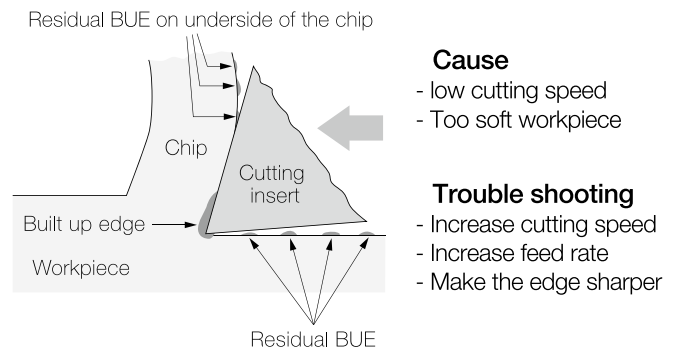 Residual BUE on underside of the chip
Chip
Cutting
insert
Built up edge
Workpiece
Residual BUE
Cause
- low cutting speed
- Too soft workpiece
Trouble shooting
- Increase cutting speed
- Increase feed rate
- Make the edge sharper